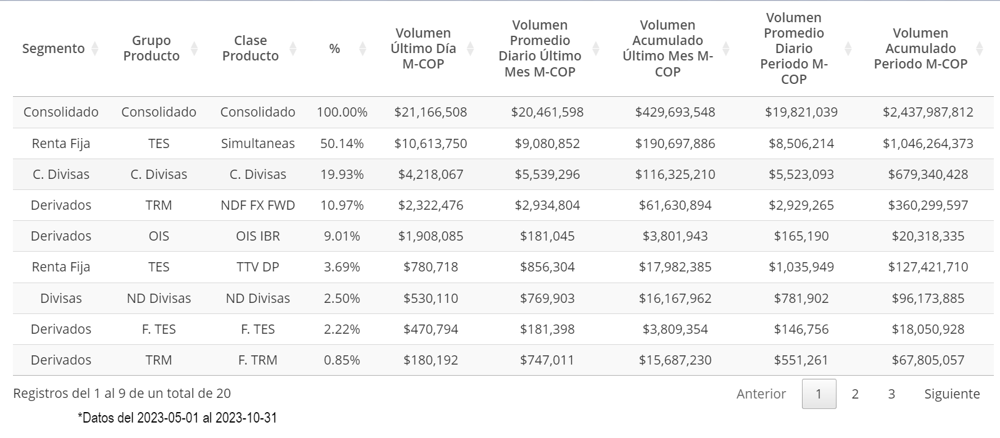 Segmento Grupo Producto Clase Producto % Volumen Último Día M-COP Volumen Promedio Diario Último Mes M-COP Volumen Acumulado Último Mes M-COP Volumen Promedio Diario Periodo M-COP Volumen Acumulado Periodo M-COP
Consolidado Consolidado Consolidado 100.00% $21,166,508 $20,461,598 $429,693,548 $19,821,039 $2,437,987,812
Renta Fija TES Simultaneas 50.14% $10,613,750 $9,080,852 $190,697,886 $8,506,214 $1,046,264,373
C. Divisas C. Divisas C. Divisas 19.93% $4,218,067 $5,539,296 $116,325,210 $5,523,093 $679,340,428
Derivados TRM NDF FX FWD 10.97% $2,322,476 $2,934,804 $61,630,894 $2,929,265 $360,299,597
Derivados OIS OIS IBR 9.01% $1,908,085 $181,045 $3,801,943 $165,190 $20,318,335
Renta Fija TES TTV DP 3.69% $780,718 $856,304 $17,982,385 $1,035,949 $127,421,710
Divisas ND Divisas ND Divisas 2.50% $530,110 $769,903 $16,167,962 $781,902 $96,173,885
Derivados F. TES F. TES 2.22% $470,794 $181,398 $3,809,354 $146,756 $18,050,928
Derivados TRM F. TRM 0.85% $180,192 $747,011 $15,687,230 $551,261 $67,805,057
Registros del 1 al 9 de un total de 20 Anterior 1 2 3 Siguiente
*Datos del 2023-05-01 al 2023-10-31